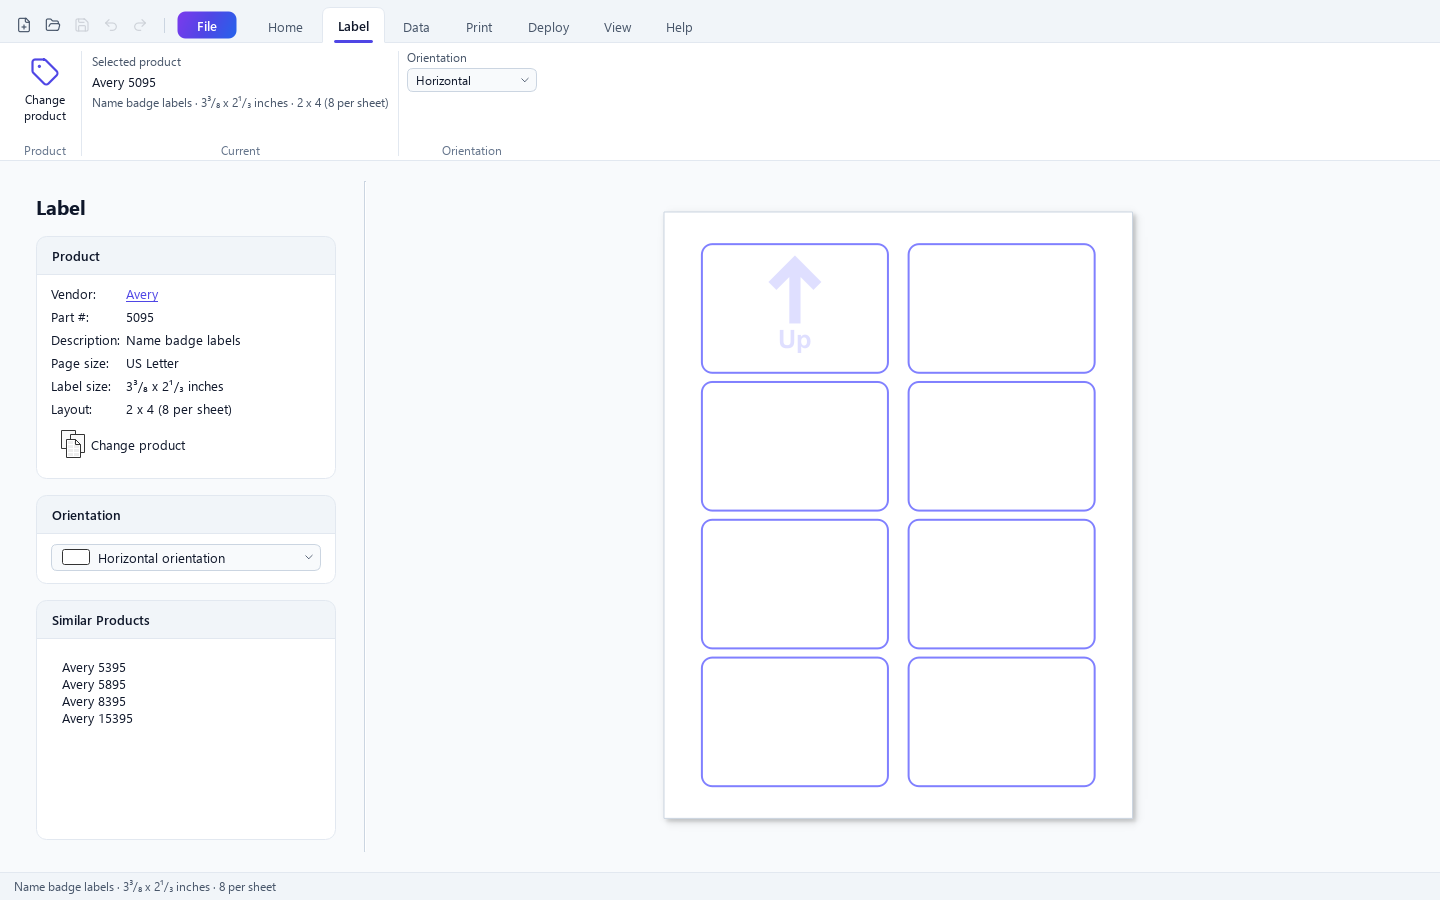 File
Home
Label
Data
Print
Deploy
View
Help
Change
product
Product
Selected product
Avery 5095
Name badge labels · 3³/₈ x 2¹/₃ inches · 2 x 4 (8 per sheet)
Current
Orientation
Horizontal
Orientation
Label
Product
Vendor: Avery
Part #: 5095
Description: Name badge labels
Page size: US Letter
Label size: 3³/₈ x 2¹/₃ inches
Layout: 2 x 4 (8 per sheet)
Change product
Orientation
Horizontal orientation
Similar Products
Avery 5395
Avery 5895
Avery 8395
Avery 15395
Up
Name badge labels · 3³/₈ x 2¹/₃ inches · 8 per sheet